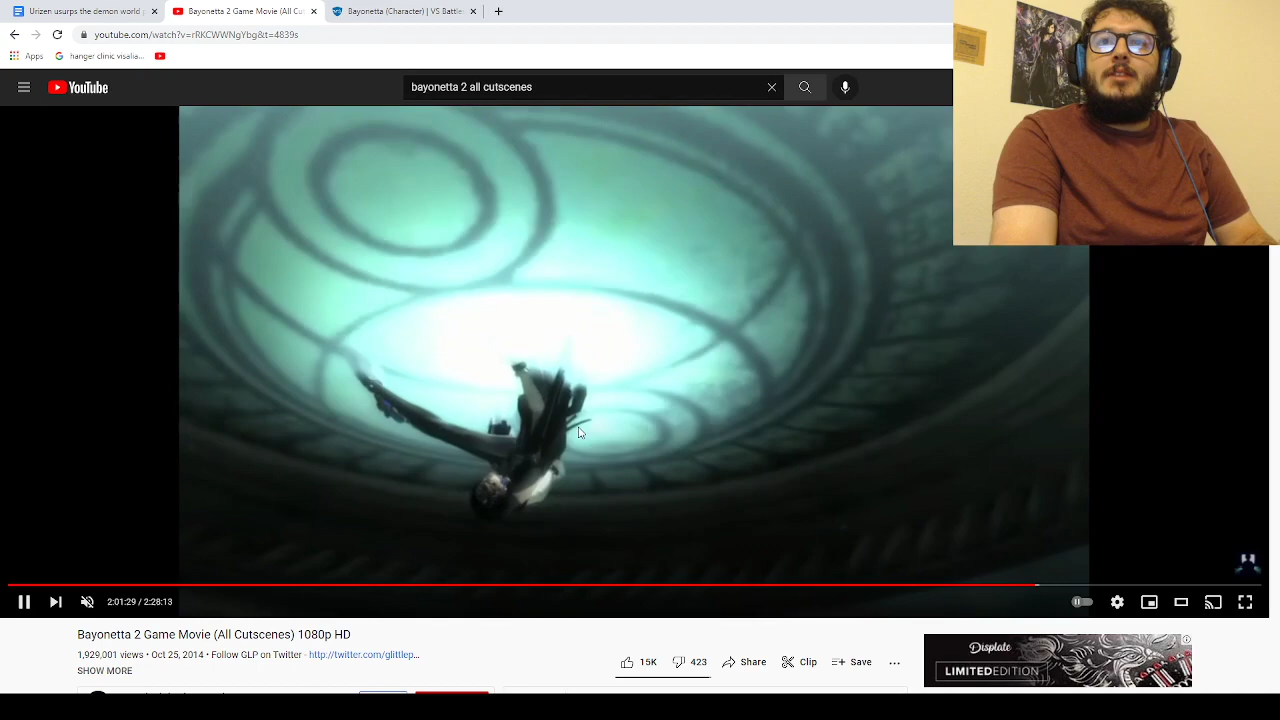 Urizen usurps the demon world
Bayonetta 2 Game Movie (All Cut
Bayonetta (Character) | VS Battle
youtube.com/watch?v=rRKCWWNgYbg&t=4839s
Apps
hanger clinic visalia...
YouTube
bayonetta 2 all cutscenes
2:01:29 / 2:28:13
Bayonetta 2 Game Movie (All Cutscenes) 1080p HD
1,929,001 views • Oct 25, 2014 • Follow GLP on Twitter - http://twitter.com/glittlep...
SHOW MORE
15K
423
Share
Clip
Save
Displate
LIMITED EDITION